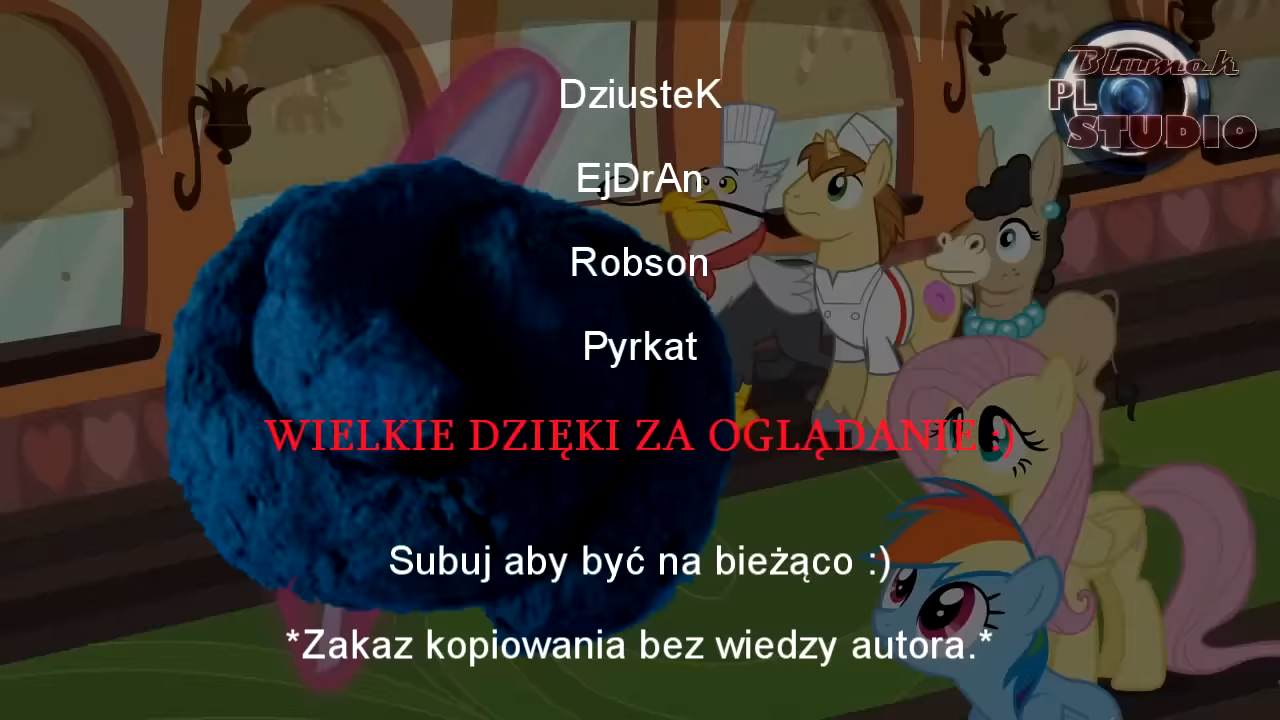 DziusteK
Blumok
PL
STUDIO
EjDrAn
Robson
Pyrkat
WIELKIE DZIĘKI ZA OGLĄDANIE :)
Subuj aby być na bieżąco :)
*Zakaz kopiowania bez wiedzy autora.*